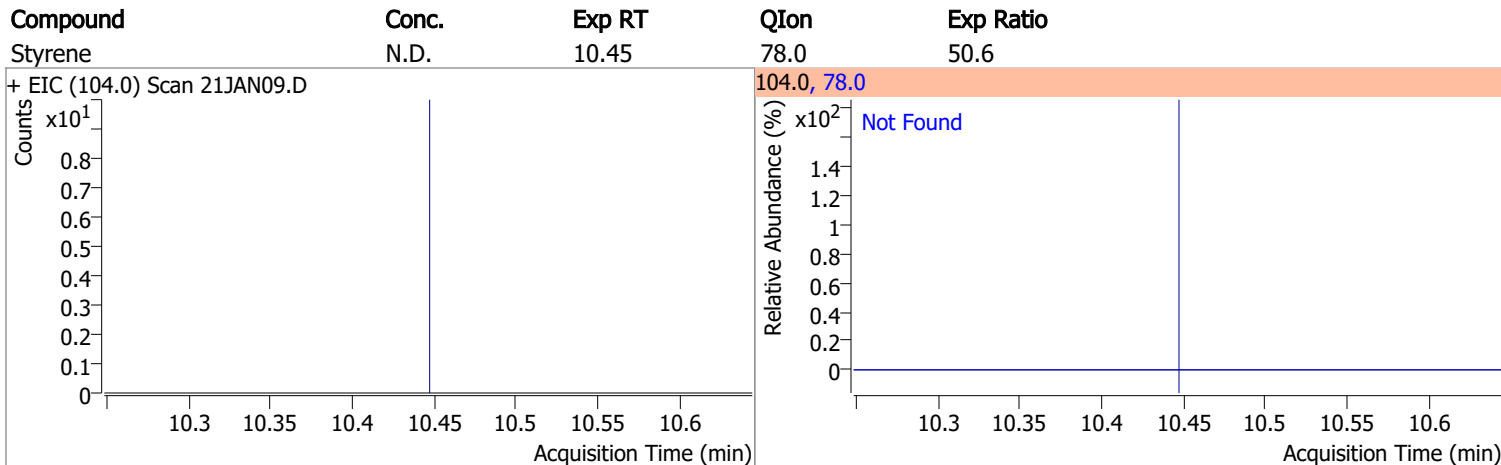 Compound Conc. Exp RT QIon Exp Ratio
Styrene N.D. 10.45 78.0 50.6
+ EIC (104.0) Scan 21JAN09.D
Counts
x10¹
0.8
0.7
0.6
0.5
0.4
0.3
0.2
0.1
0
10.3 10.35 10.4 10.45 10.5 10.55 10.6
Acquisition Time (min)
104.0, 78.0
Relative Abundance (%)
x10²
Not Found
1.4
1.2
1
0.8
0.6
0.4
0.2
0
10.3 10.35 10.4 10.45 10.5 10.55 10.6
Acquisition Time (min)